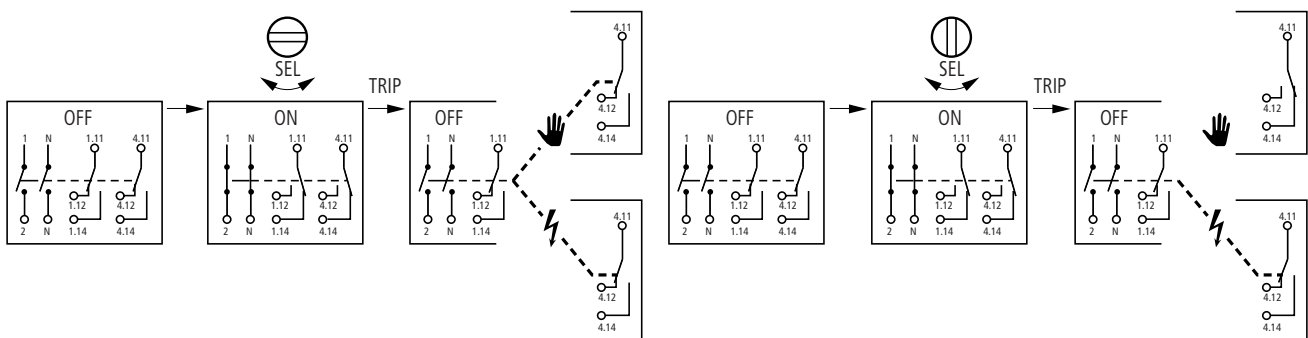 SEL
TRIP
OFF
1 N 1.11 4.11
1.12 4.12
2 N 1.14 4.14
ON
1 N 1.11 4.11
1.12 4.12
2 N 1.14 4.14
OFF
1 N 1.11
1.12
2 N 1.14
4.11
4.12
4.14
4.11
4.12
4.14
SEL
TRIP
OFF
1 N 1.11 4.11
1.12 4.12
2 N 1.14 4.14
ON
1 N 1.11 4.11
1.12 4.12
2 N 1.14 4.14
OFF
1 N 1.11
1.12
2 N 1.14
4.11
4.12
4.14
4.11
4.12
4.14